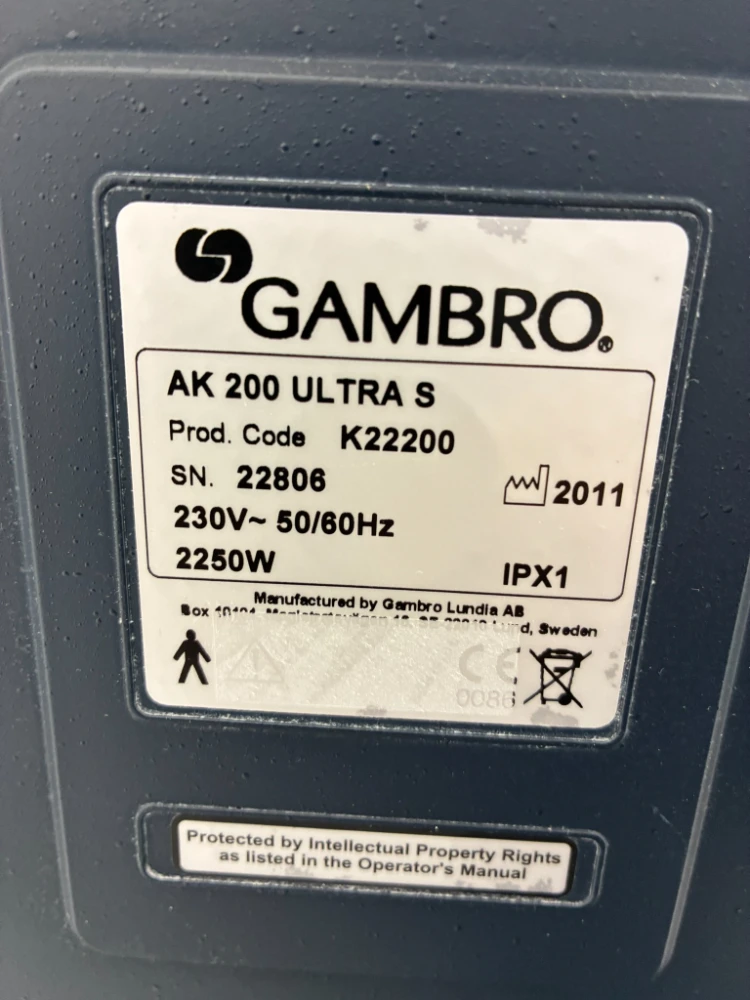 GAMBRO®
AK 200 ULTRA S
Prod. Code K22200
SN. 22806
2011
230V~ 50/60Hz
2250W
IPX1
Manufactured by Gambro Lundia AB
Box Sweden
CE
0086
Protected by Intellectual Property Rights
as listed in the Operator's Manual